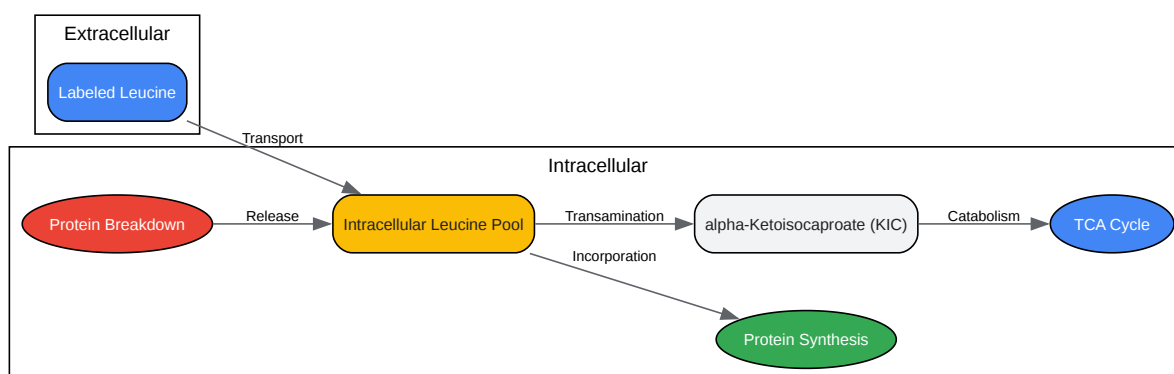 Extracellular
Labeled Leucine
Transport
Intracellular
Protein Breakdown
Release
Intracellular Leucine Pool
Transamination
alpha-Ketoisocaproate (KIC)
Catabolism
TCA Cycle
Incorporation
Protein Synthesis